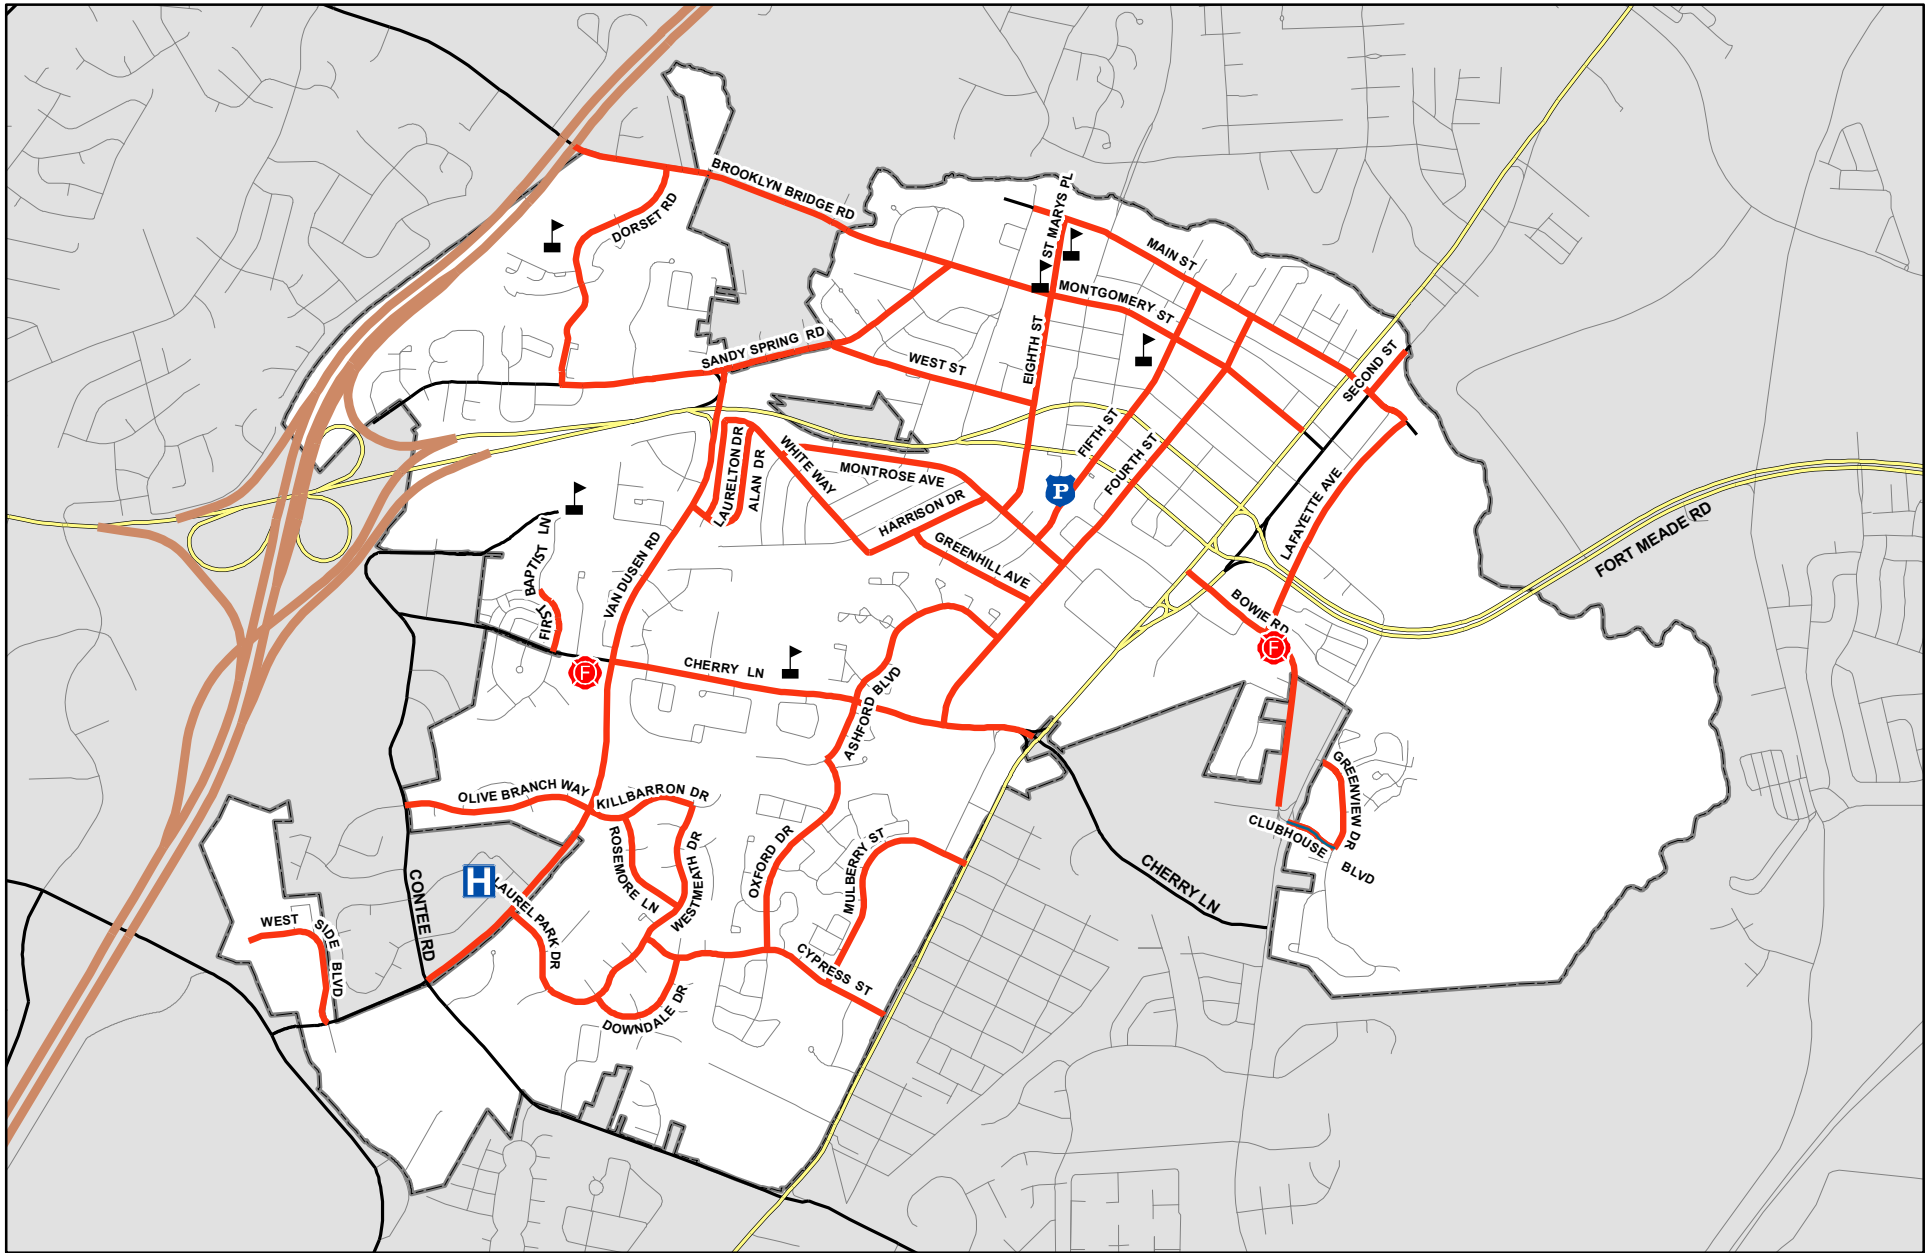 BROOKLYN BRIDGE RD
ST MARYS PL
DORSET RD
MAIN ST
MONTGOMERY ST
SANDY SPRING RD
EIGHTH ST
WEST ST
SECOND ST
LAURELTON DR
ALAN DR
WHITE WAY
MONTROSE AVE
FIFTH ST
FOURTH ST
P
HARRISON DR
LAFAYETTE AVE
FORT MEADE RD
FIRST BAPTIST LN
VAN DUSEN RD
GREENHILL AVE
BOWIE RD
F
F
CHERRY LN
ASHFORD BLVD
OLIVE BRANCH WAY
KILLBARRON DR
GREENVIEW DR
CLUBHOUSE BLVD
ROSEMORE LN
WESTMEATH DR
OXFORD DR
MULBERRY ST
CHERRY LN
H
CONTEE RD
LAUREL PARK DR
WEST SIDE BLVD
CYPRESS ST
DOWNDALE DR